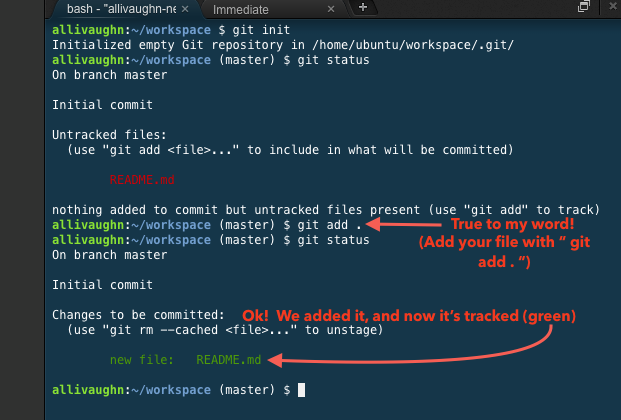 bash - "allivaughn-ne × Immediate × +
allivaughn:~/workspace $ git init
Initialized empty Git repository in /home/ubuntu/workspace/.git/
allivaughn:~/workspace (master) $ git status
On branch master
Initial commit
Untracked files:
(use "git add <file>..." to include in what will be committed)
README.md
nothing added to commit but untracked files present (use "git add" to track)
allivaughn:~/workspace (master) $ git add .
True to my word!
(Add your file with “ git
add . ”)
allivaughn:~/workspace (master) $ git status
On branch master
Initial commit
Changes to be committed:
Ok! We added it, and now it’s tracked (green)
(use "git rm --cached <file>..." to unstage)
new file: README.md
allivaughn:~/workspace (master) $